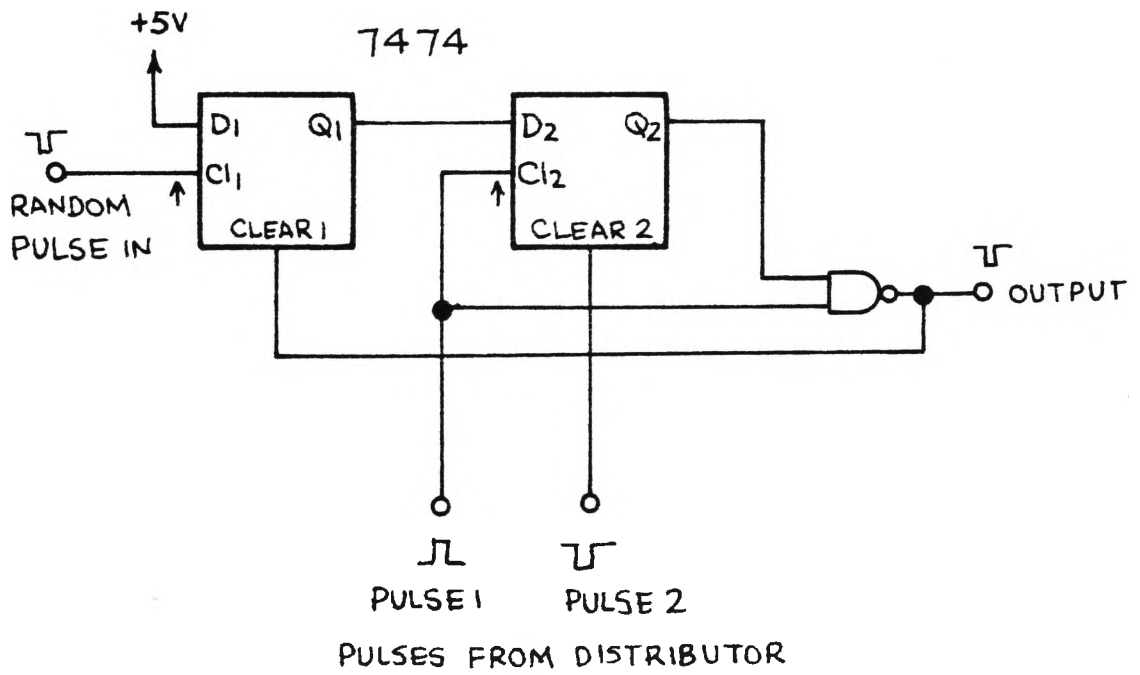 +5V
7474
D1
Q1
D2
Q2
Cl1
Cl2
RANDOM
PULSE IN
CLEAR 1
CLEAR 2
OUTPUT
PULSE 1
PULSE 2
PULSES FROM DISTRIBUTOR